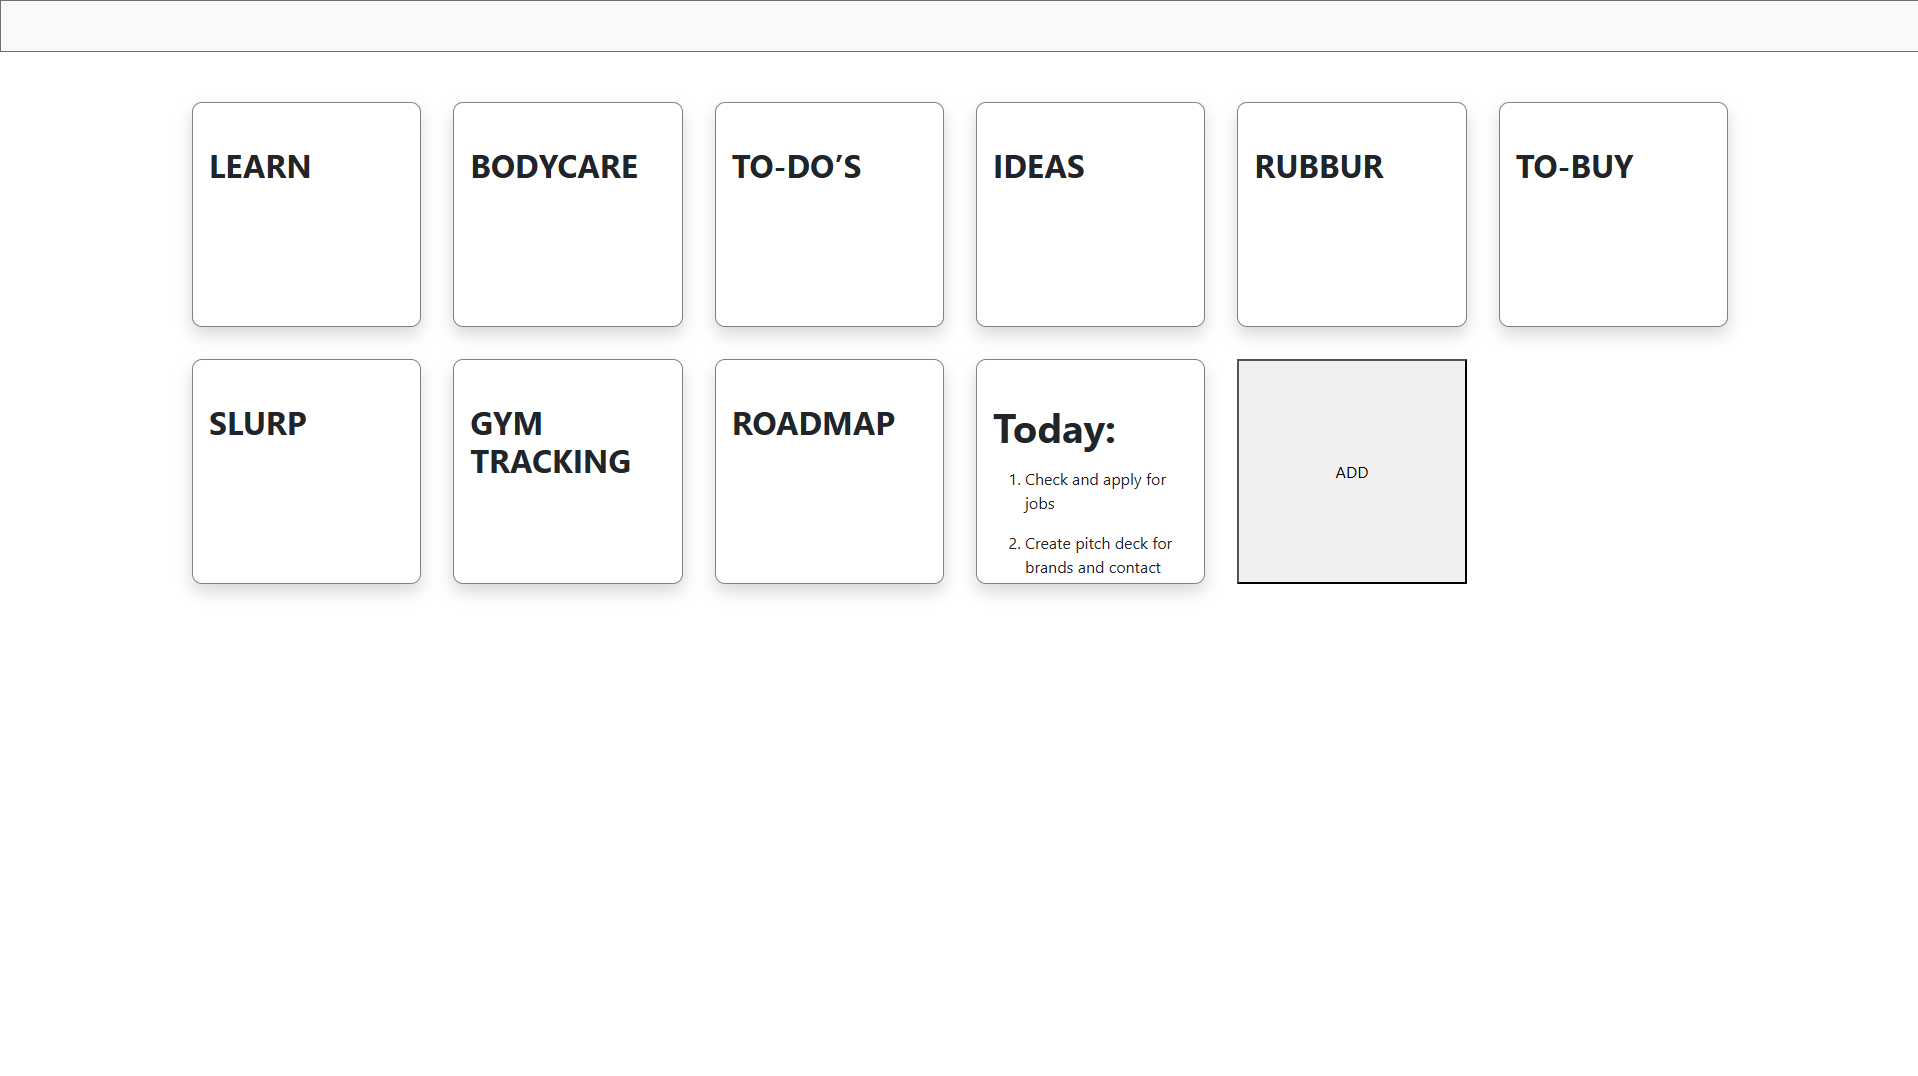 LEARN
BODYCARE
TO-DO’S
IDEAS
RUBBUR
TO-BUY
SLURP
GYM
TRACKING
ROADMAP
Today:
1. Check and apply for
jobs
2. Create pitch deck for
brands and contact
ADD